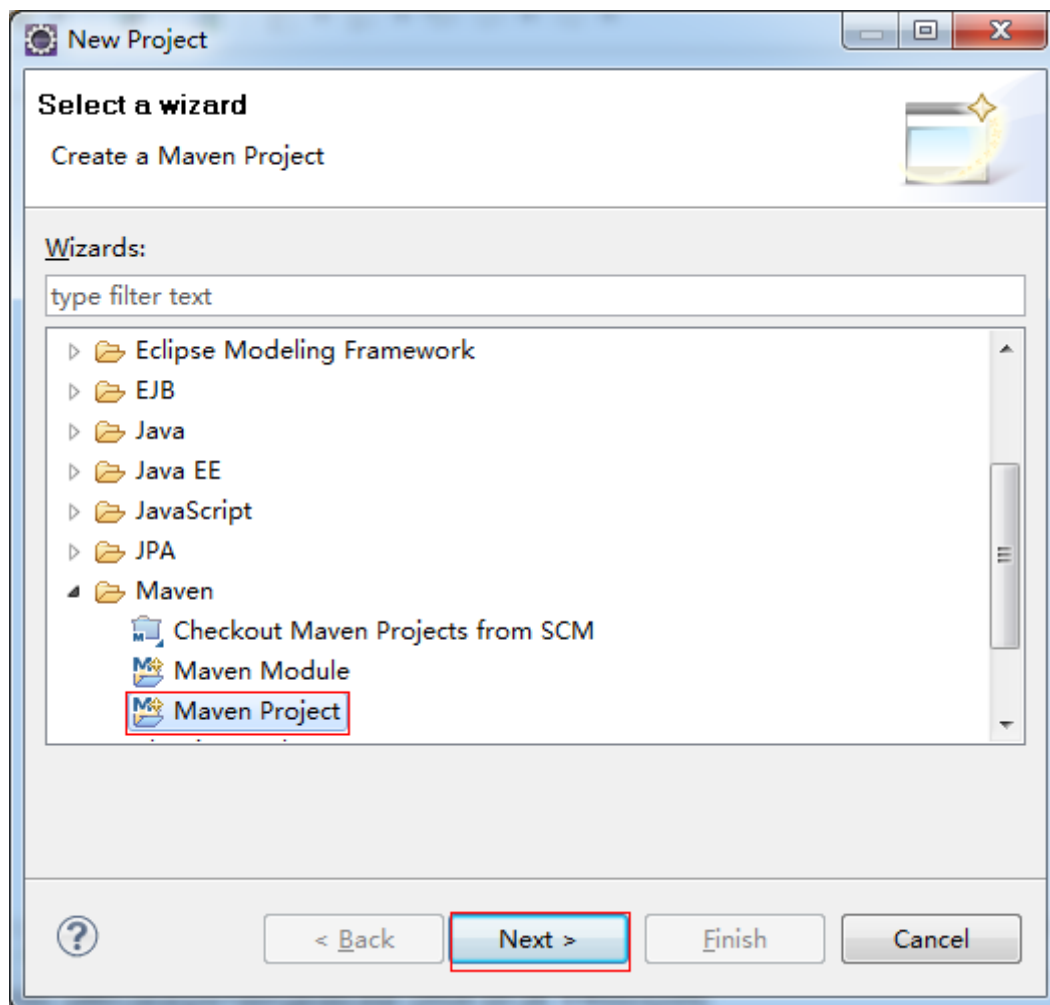 New Project
Select a wizard
Create a Maven Project
Wizards:
type filter text
Eclipse Modeling Framework
EJB
Java
Java EE
JavaScript
JPA
Maven
Checkout Maven Projects from SCM
Maven Module
Maven Project
< Back Next > Finish Cancel